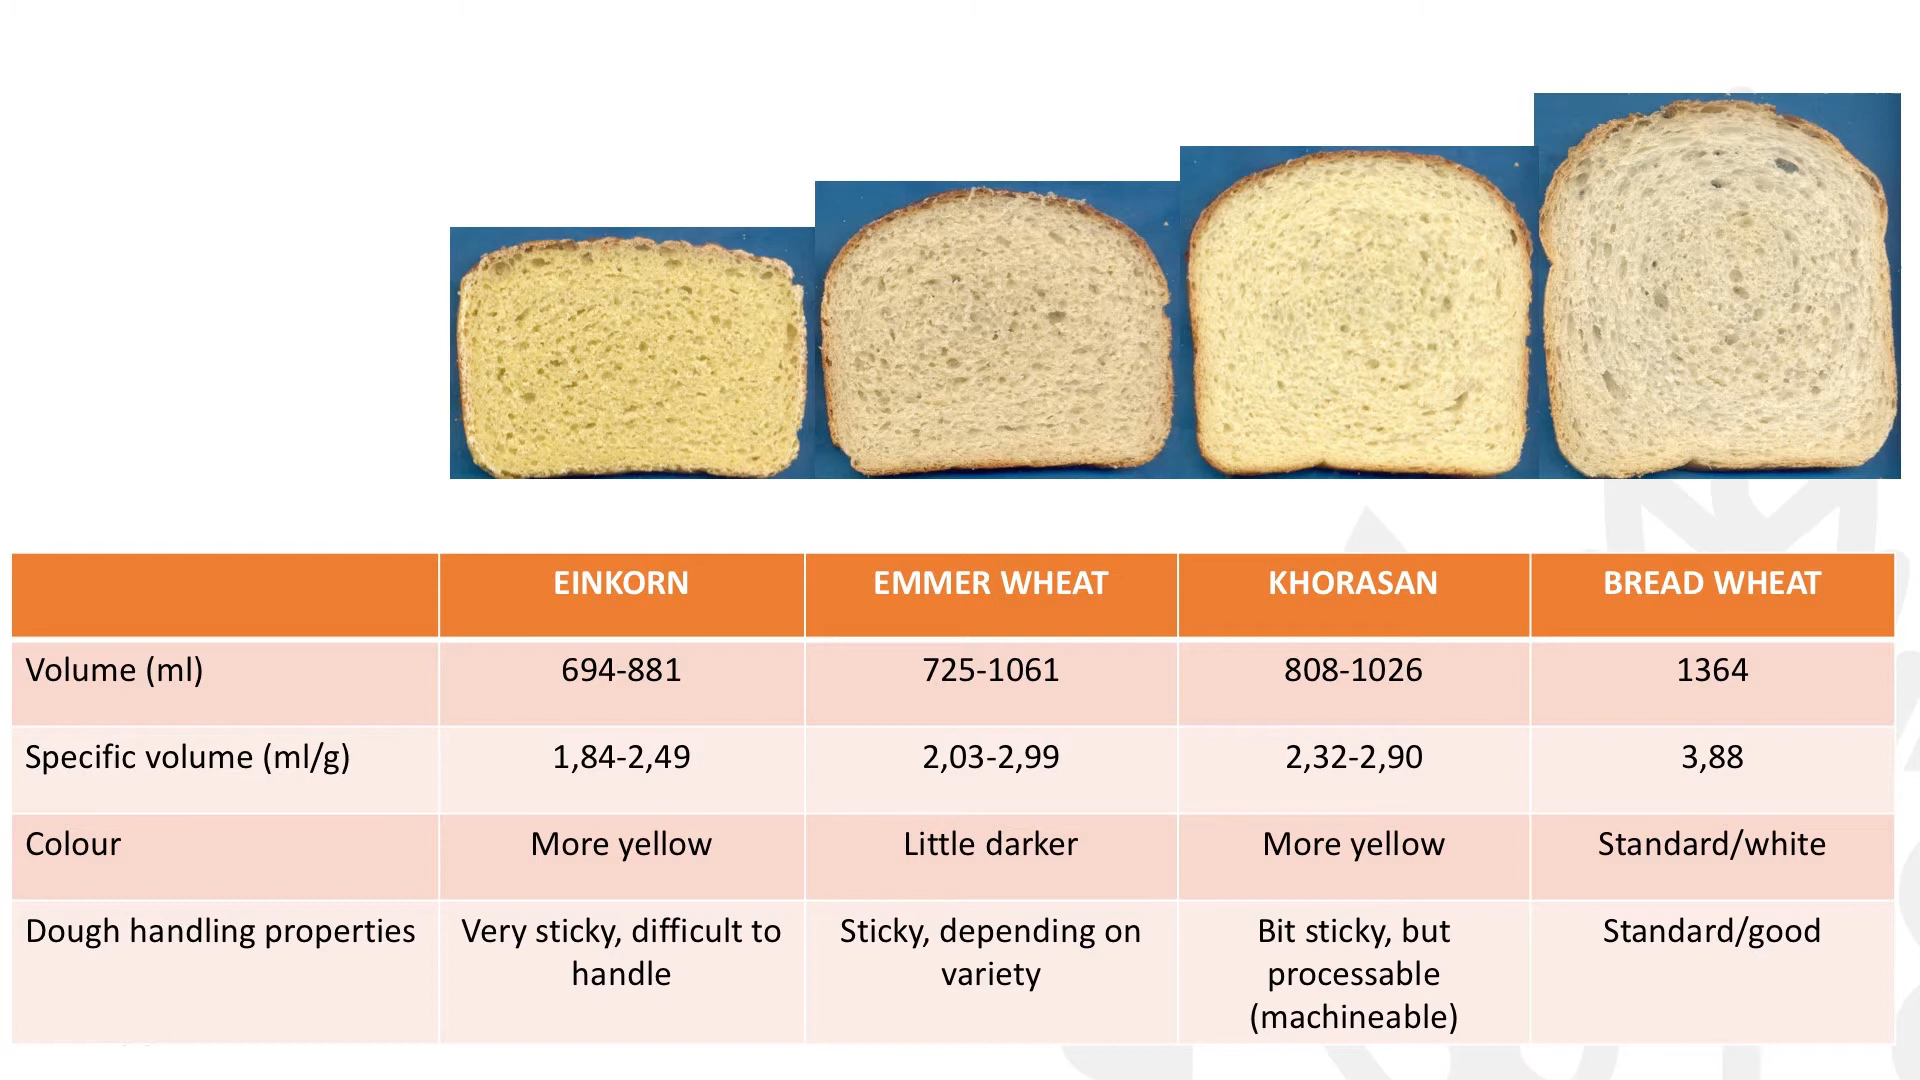 EINKORN EMMER WHEAT KHORASAN BREAD WHEAT
Volume (ml) 694-881 725-1061 808-1026 1364
Specific volume (ml/g) 1,84-2,49 2,03-2,99 2,32-2,90 3,88
Colour More yellow Little darker More yellow Standard/white
Dough handling properties
Very sticky, difficult to
handle
Sticky, depending on
variety
Bit sticky, but
processable
(machineable)
Standard/good